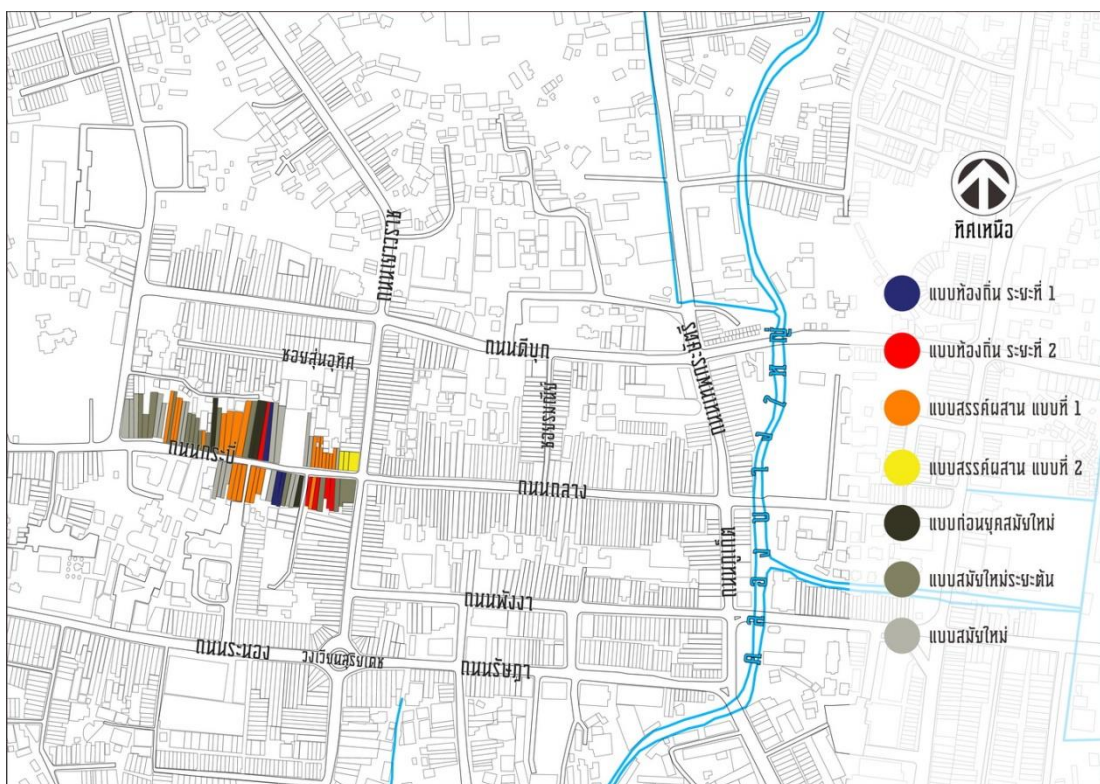 ถนนเยาวราช
ทิศเหนือ
แบบท้องถิ่น ระยะที่ 1
แบบท้องถิ่น ระยะที่ 2
แบบสรรค์ผสาน แบบที่ 1
แบบสรรค์ผสาน แบบที่ 2
แบบก่อนยุคสมัยใหม่
แบบสมัยใหม่ระยะต้น
แบบสมัยใหม่
ถนนเทพกระษัตรี
ถนนดีบุก
ซอยสุ่นอุทิศ
ซอยรมณีย์
ถนนกระบี่
ถนนกลาง
ถนนภูเก็ต
คลองบางใหญ่
ถนนพังงา
ถนนระนอง
วงเวียนสุริยเดช
ถนนรัษฎา